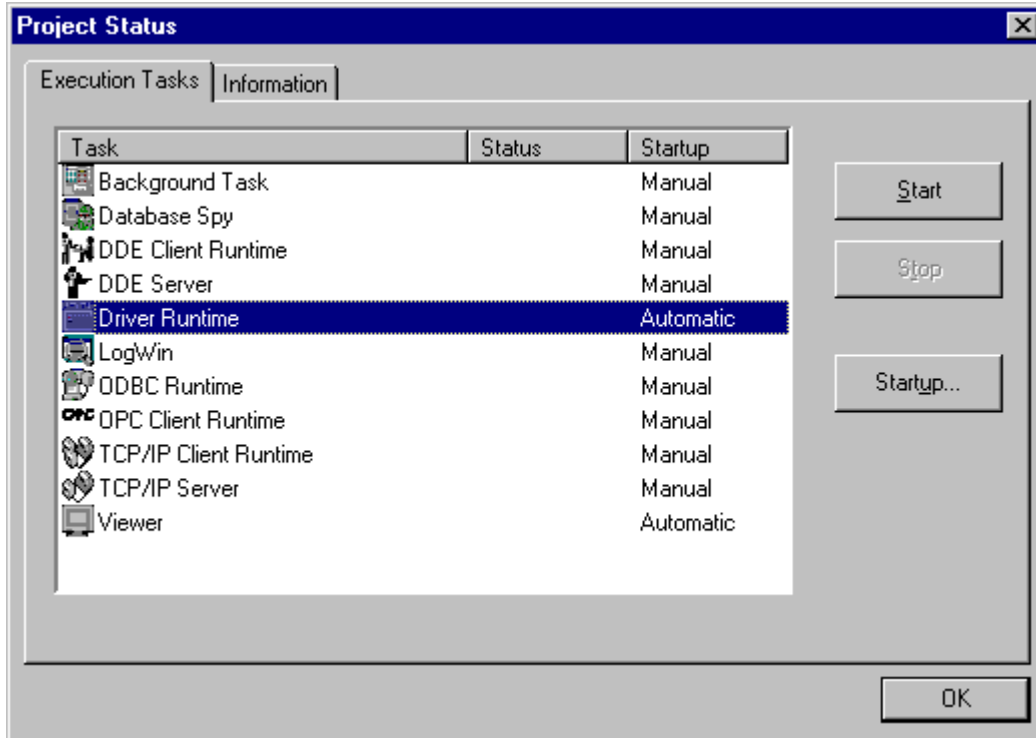 Project Status
Execution Tasks Information
Task Status Startup
Background Task Manual
Start
Database Spy Manual
DDE Client Runtime Manual
Stop
DDE Server Manual
Driver Runtime Automatic
LogWin Manual
ODBC Runtime Manual
Startup...
OPC OPC Client Runtime Manual
TCP/IP Client Runtime Manual
TCP/IP Server Manual
Viewer Automatic
OK